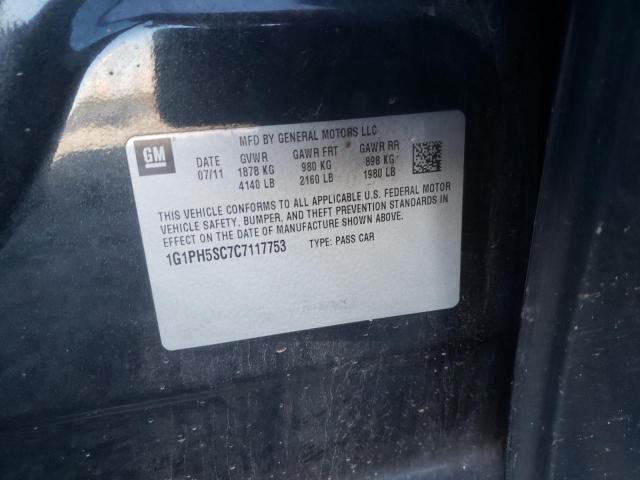 MFD BY GENERAL MOTORS LLC
GM
DATE GVWR GAWR FRT GAWR RR
07/11 1878 KG 980 KG 898 KG
4140 LB 2160 LB 1980 LB
THIS VEHICLE CONFORMS TO ALL APPLICABLE U.S. FEDERAL MOTOR
VEHICLE SAFETY, BUMPER, AND THEFT PREVENTION STANDARDS IN
EFFECT ON THE DATE OF MANUFACTURE SHOWN ABOVE.
1G1PH5SC7C7117753 TYPE: PASS CAR